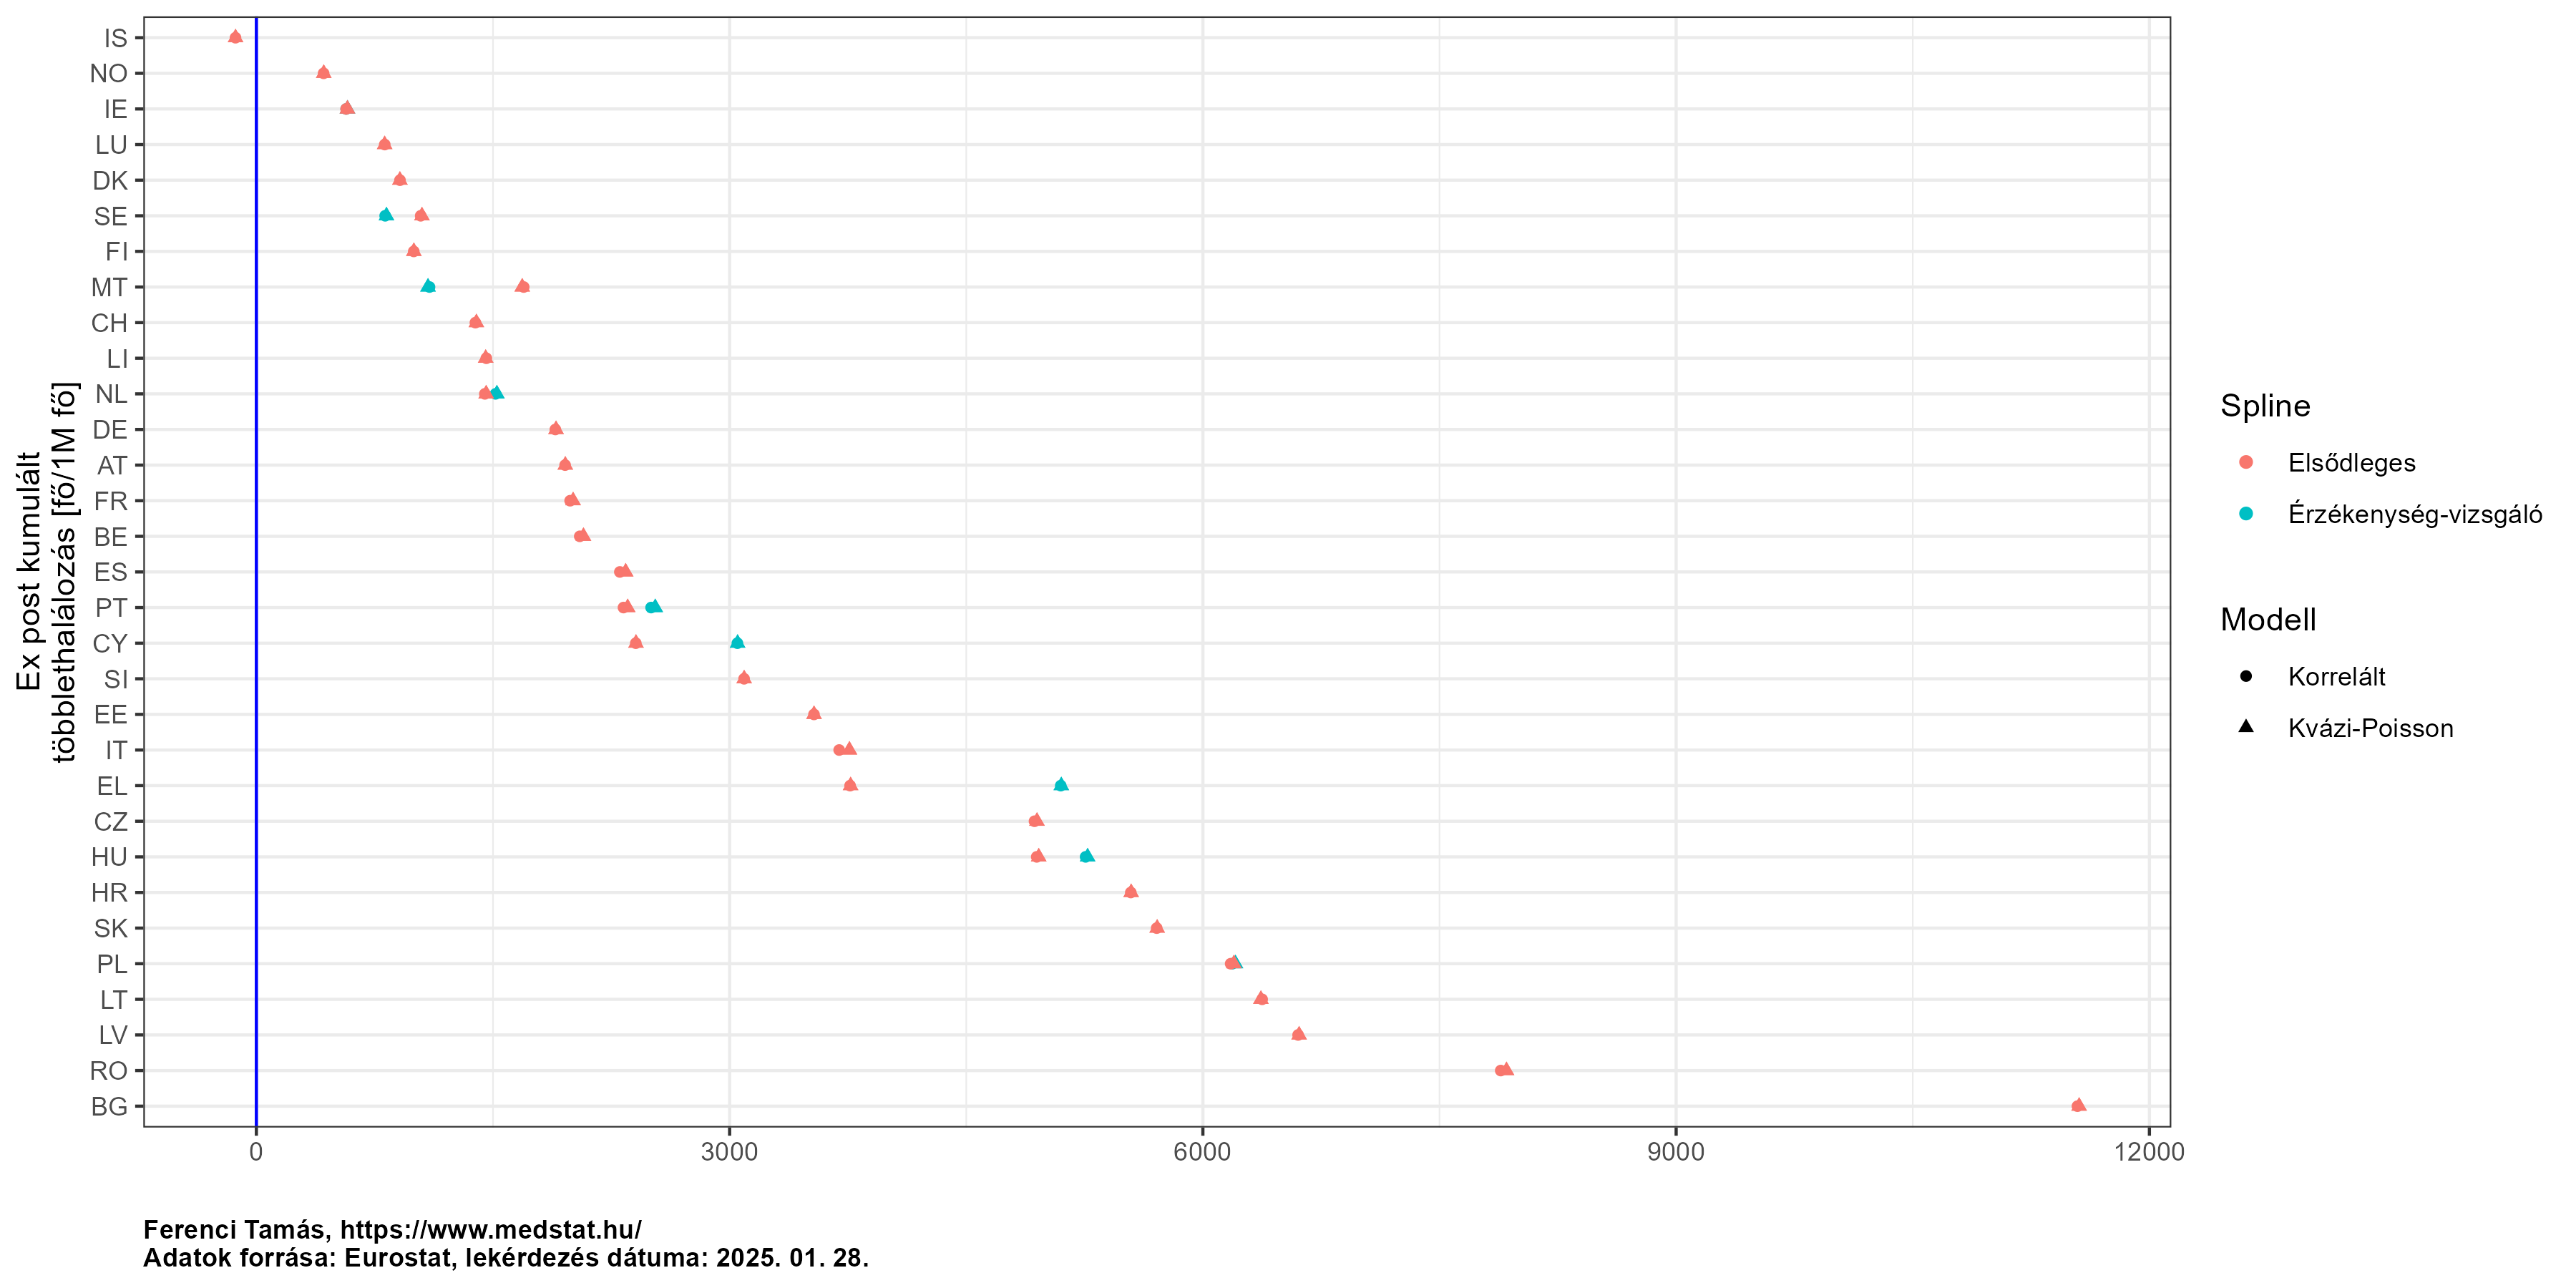 Ex post kumulált
többlethalálozás [fő/1M fő]
IS
NO
IE
LU
DK
SE
FI
MT
CH
LI
NL
DE
AT
FR
BE
ES
PT
CY
SI
EE
IT
EL
CZ
HU
HR
SK
PL
LT
LV
RO
BG
0 3000 6000 9000 12000
Spline
Elsődleges
Érzékenység-vizsgáló
Modell
Korrelált
Kvázi-Poisson
Ferenci Tamás, https://www.medstat.hu/
Adatok forrása: Eurostat, lekérdezés dátuma: 2025. 01. 28.